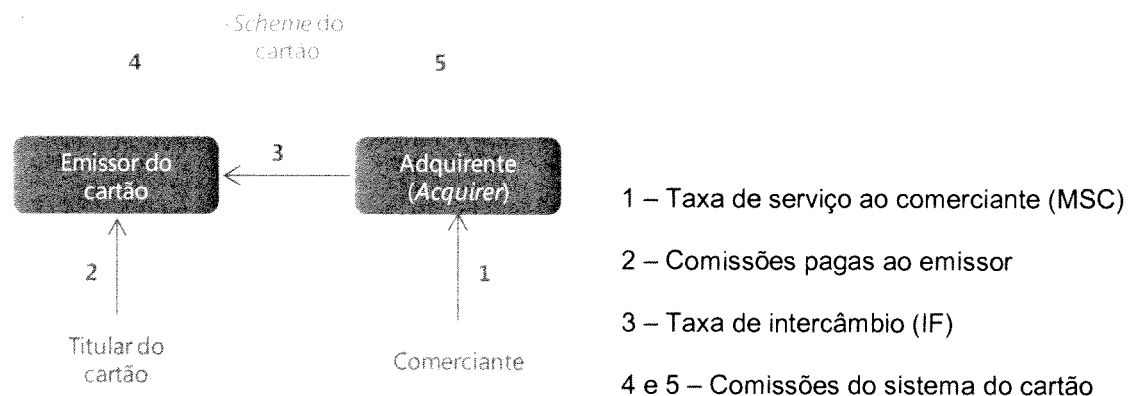 Scheme do
cartão
4
5
Emissor do
cartão
3
Adquirente
(Acquirer)
2
1
Titular do
cartão
Comerciante
1 – Taxa de serviço ao comerciante (MSC)
2 – Comissões pagas ao emissor
3 – Taxa de intercâmbio (IF)
4 e 5 – Comissões do sistema do cartão